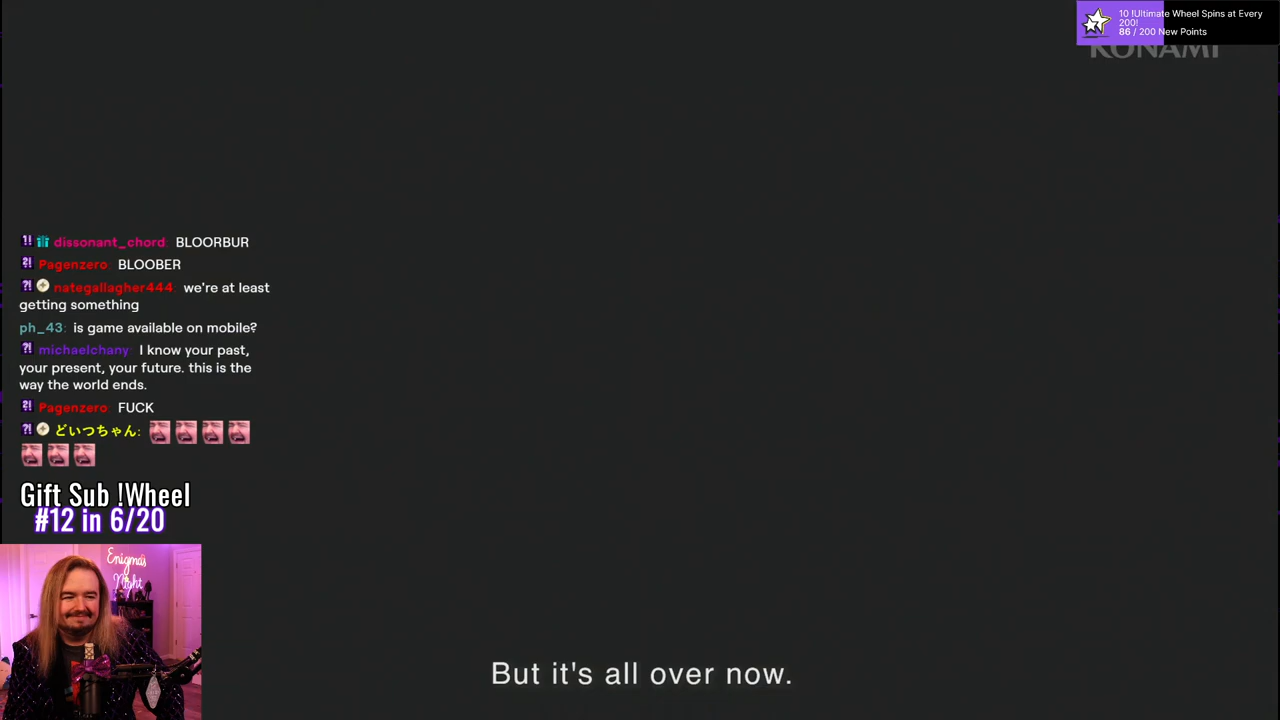 10 !Ultimate Wheel Spins at Every
200!
86 / 200 New Points
KONAMI
dissonant_chord: BLOORBUR
Pagenzero: BLOOBER
nategallagher444: we're at least
getting something
ph_43: is game available on mobile?
michaelchany: I know your past,
your present, your future. this is the
way the world ends.
Pagenzero: FUCK
どいつちゃん:
Gift Sub !Wheel
#12 in 6/20
Enigma's
Night
But it's all over now.